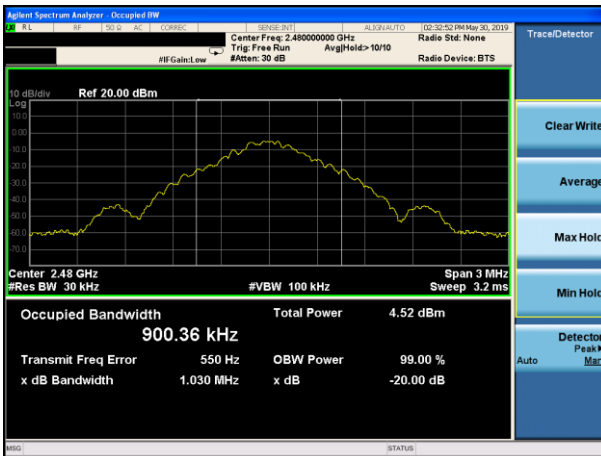 Agilent Spectrum Analyzer - Occupied BW
RL RF 50 Ω AC CORREC SENSE:INT ALIGN AUTO 02:32:52 PM May 30, 2019
Center Freq: 2.480000000 GHz Radio Std: None
Trig: Free Run Avg|Hold:> 10/10
#IFGain:Low #Atten: 30 dB Radio Device: BTS
Trace/Detector
10 dB/div Ref 20.00 dBm
Log
10.0
0.00
-10.0
-20.0
-30.0
-40.0
-50.0
-60.0
-70.0
Center 2.48 GHz Span 3 MHz
#Res BW 30 kHz #VBW 100 kHz Sweep 3.2 ms
Occupied Bandwidth Total Power 4.52 dBm
900.36 kHz
Transmit Freq Error 550 Hz OBW Power 99.00 %
x dB Bandwidth 1.030 MHz x dB -20.00 dB
Clear Write
Average
Max Hold
Min Hold
Detector
Peak
Auto Man
MSG STATUS